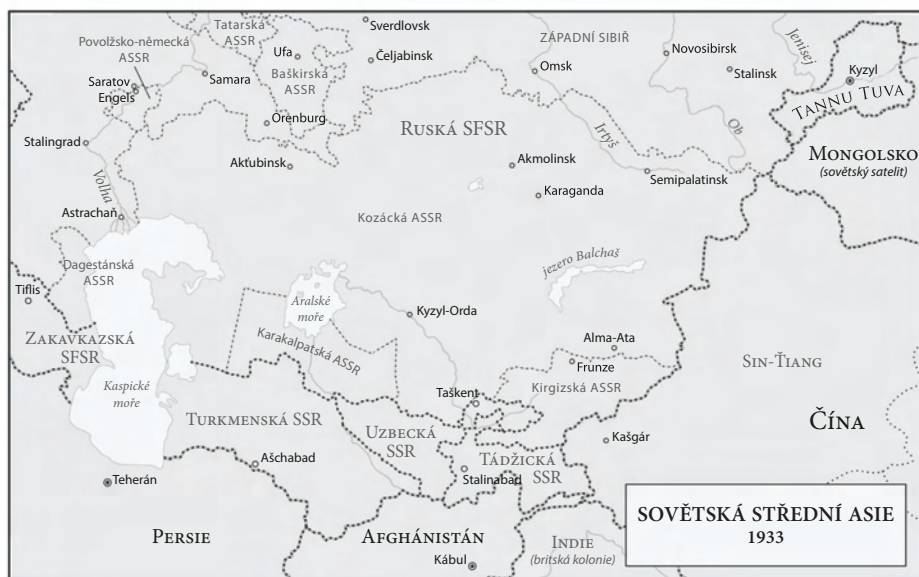 Sverdlovsk
Tatarská
ASSR
Povolžsko-německá
ASSR
Ufa
Čeljabinsk
ZÁPADNÍ SIBIŘ
Novosibirsk
Jenisej
Omsk
Stalinsk
Kyzyl
Saratov
Engels
Samara
Baškirská
ASSR
TANNU TUVA
Orenburg
Ruská SFSR
Irtyš
Ob
Stalingrad
Akťubinsk
Akmolinsk
Semipalatinsk
Mongolsko
(sovětský satelit)
Volha
Karaganda
Astrachaň
Kozácká ASSR
Dagestánská
ASSR
jezero Balchaš
Tiflis
Aralské
moře
Kyzyl-Orda
Zakavkazská
SFSR
Karakalpatská ASSR
Alma-Ata
Frunze
Sin-Ťiang
Kaspické
moře
Taškent
Kirgizská ASSR
Turkmenská SSR
Uzbecká
SSR
Čína
Kašgár
Tádžická
SSR
Ašchabad
Stalinabad
Teherán
SOVĚTSKÁ STŘEDNÍ ASIE
1933
Persie
Afghánistán
Indie
(britská kolonie)
Kábul